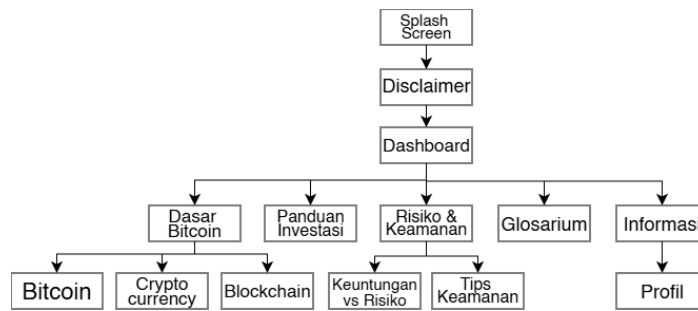 Splash
Screen
Disclaimer
Dashboard
Dasar
Bitcoin
Panduan
Investasi
Risiko &
Keamanan
Glosarium
Informasi
Bitcoin
Crypto
currency
Blockchain
Keuntungan
vs Risiko
Tips
Keamanan
Profil